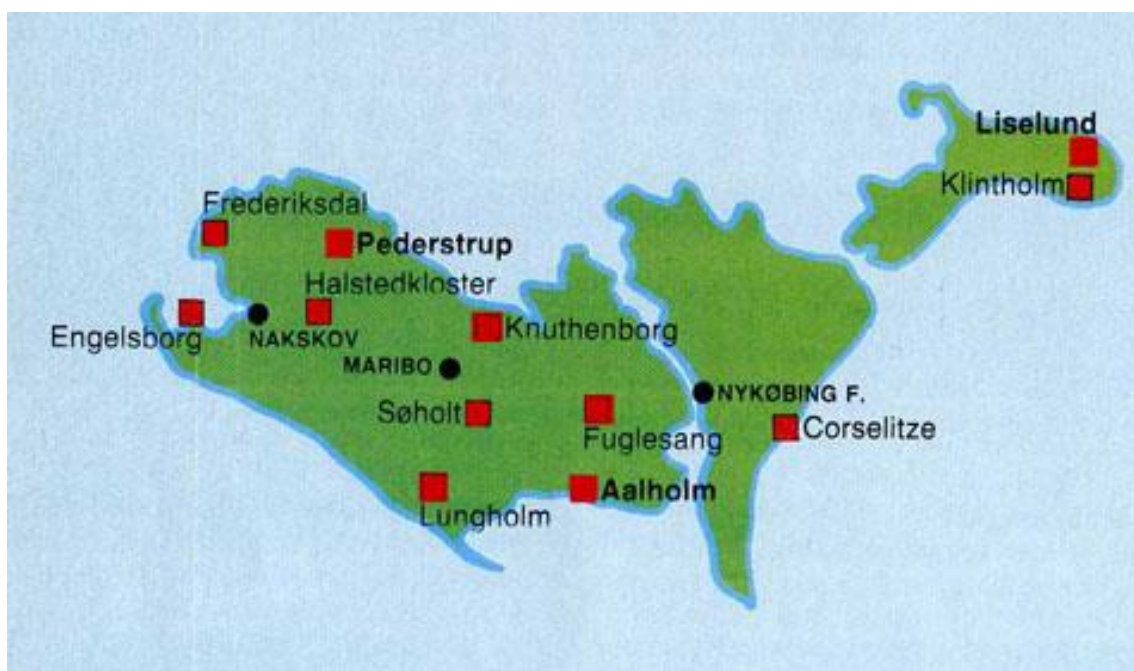 Liselund
Klintholm
Frederiksdal
Pederstrup
Halstedkloster
Engelsborg
NAKSKOV
Knuthenborg
MARIBO
NYKØBING F.
Søholt
Fuglesang
Corselitze
Aalholm
Lungholm